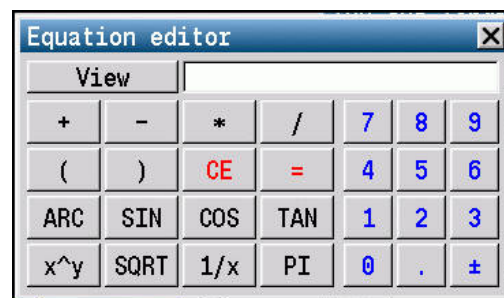 Equation editor
View
+ - * / 7 8 9
( ) CE = 4 5 6
ARC SIN COS TAN 1 2 3
x^y SQRT 1/x PI 0 . ±